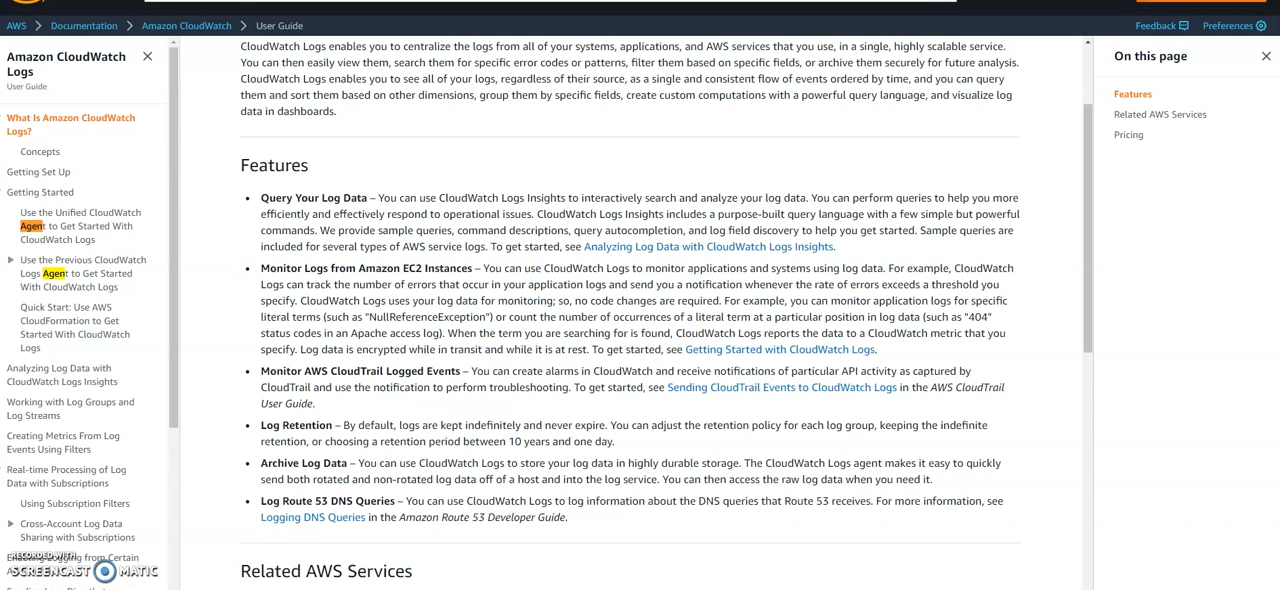 AWS > Documentation > Amazon CloudWatch > User Guide
Feedback Preferences
Amazon CloudWatch
Logs
User Guide
What Is Amazon CloudWatch
Logs?
Concepts
Getting Set Up
Getting Started
Use the Unified CloudWatch
Agent to Get Started With
CloudWatch Logs
Use the Previous CloudWatch
Logs Agent to Get Started
With CloudWatch Logs
Quick Start: Use AWS
CloudFormation to Get
Started With CloudWatch
Logs
Analyzing Log Data with
CloudWatch Logs Insights
Working with Log Groups and
Log Streams
Creating Metrics From Log
Events Using Filters
Real-time Processing of Log
Data with Subscriptions
Using Subscription Filters
Cross-Account Log Data
Sharing with Subscriptions
Enabling Logging from Certain
RECORDED WITH
SCREENCAST MATIC
CloudWatch Logs enables you to centralize the logs from all of your systems, applications, and AWS services that you use, in a single, highly scalable service.
You can then easily view them, search them for specific error codes or patterns, filter them based on specific fields, or archive them securely for future analysis.
CloudWatch Logs enables you to see all of your logs, regardless of their source, as a single and consistent flow of events ordered by time, and you can query
them and sort them based on other dimensions, group them by specific fields, create custom computations with a powerful query language, and visualize log
data in dashboards.
Features
• Query Your Log Data – You can use CloudWatch Logs Insights to interactively search and analyze your log data. You can perform queries to help you more
efficiently and effectively respond to operational issues. CloudWatch Logs Insights includes a purpose-built query language with a few simple but powerful
commands. We provide sample queries, command descriptions, query autocompletion, and log field discovery to help you get started. Sample queries are
included for several types of AWS service logs. To get started, see Analyzing Log Data with CloudWatch Logs Insights.
• Monitor Logs from Amazon EC2 Instances – You can use CloudWatch Logs to monitor applications and systems using log data. For example, CloudWatch
Logs can track the number of errors that occur in your application logs and send you a notification whenever the rate of errors exceeds a threshold you
specify. CloudWatch Logs uses your log data for monitoring; so, no code changes are required. For example, you can monitor application logs for specific
literal terms (such as "NullReferenceException") or count the number of occurrences of a literal term at a particular position in log data (such as "404"
status codes in an Apache access log). When the term you are searching for is found, CloudWatch Logs reports the data to a CloudWatch metric that you
specify. Log data is encrypted while in transit and while it is at rest. To get started, see Getting Started with CloudWatch Logs.
• Monitor AWS CloudTrail Logged Events – You can create alarms in CloudWatch and receive notifications of particular API activity as captured by
CloudTrail and use the notification to perform troubleshooting. To get started, see Sending CloudTrail Events to CloudWatch Logs in the AWS CloudTrail
User Guide.
• Log Retention – By default, logs are kept indefinitely and never expire. You can adjust the retention policy for each log group, keeping the indefinite
retention, or choosing a retention period between 10 years and one day.
• Archive Log Data – You can use CloudWatch Logs to store your log data in highly durable storage. The CloudWatch Logs agent makes it easy to quickly
send both rotated and non-rotated log data off of a host and into the log service. You can then access the raw log data when you need it.
• Log Route 53 DNS Queries – You can use CloudWatch Logs to log information about the DNS queries that Route 53 receives. For more information, see
Logging DNS Queries in the Amazon Route 53 Developer Guide.
Related AWS Services
On this page
Features
Related AWS Services
Pricing